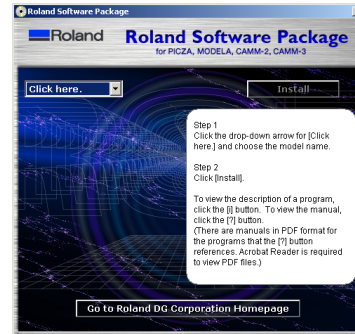 Roland Software Package
Roland
Roland Software Package
for PICZA, MODELA, CAMM-2, CAMM-3
Click here.
Install
Step 1
Click the drop-down arrow for [Click
here.] and choose the model name.
Step 2
Click [Install].
To view the description of a program,
click the [i] button. To view the manual,
click the [?] button.
(There are manuals in PDF format for
the programs that the [?] button
references. Acrobat Reader is required
to view PDF files.)
Go to Roland DG Corporation Homepage